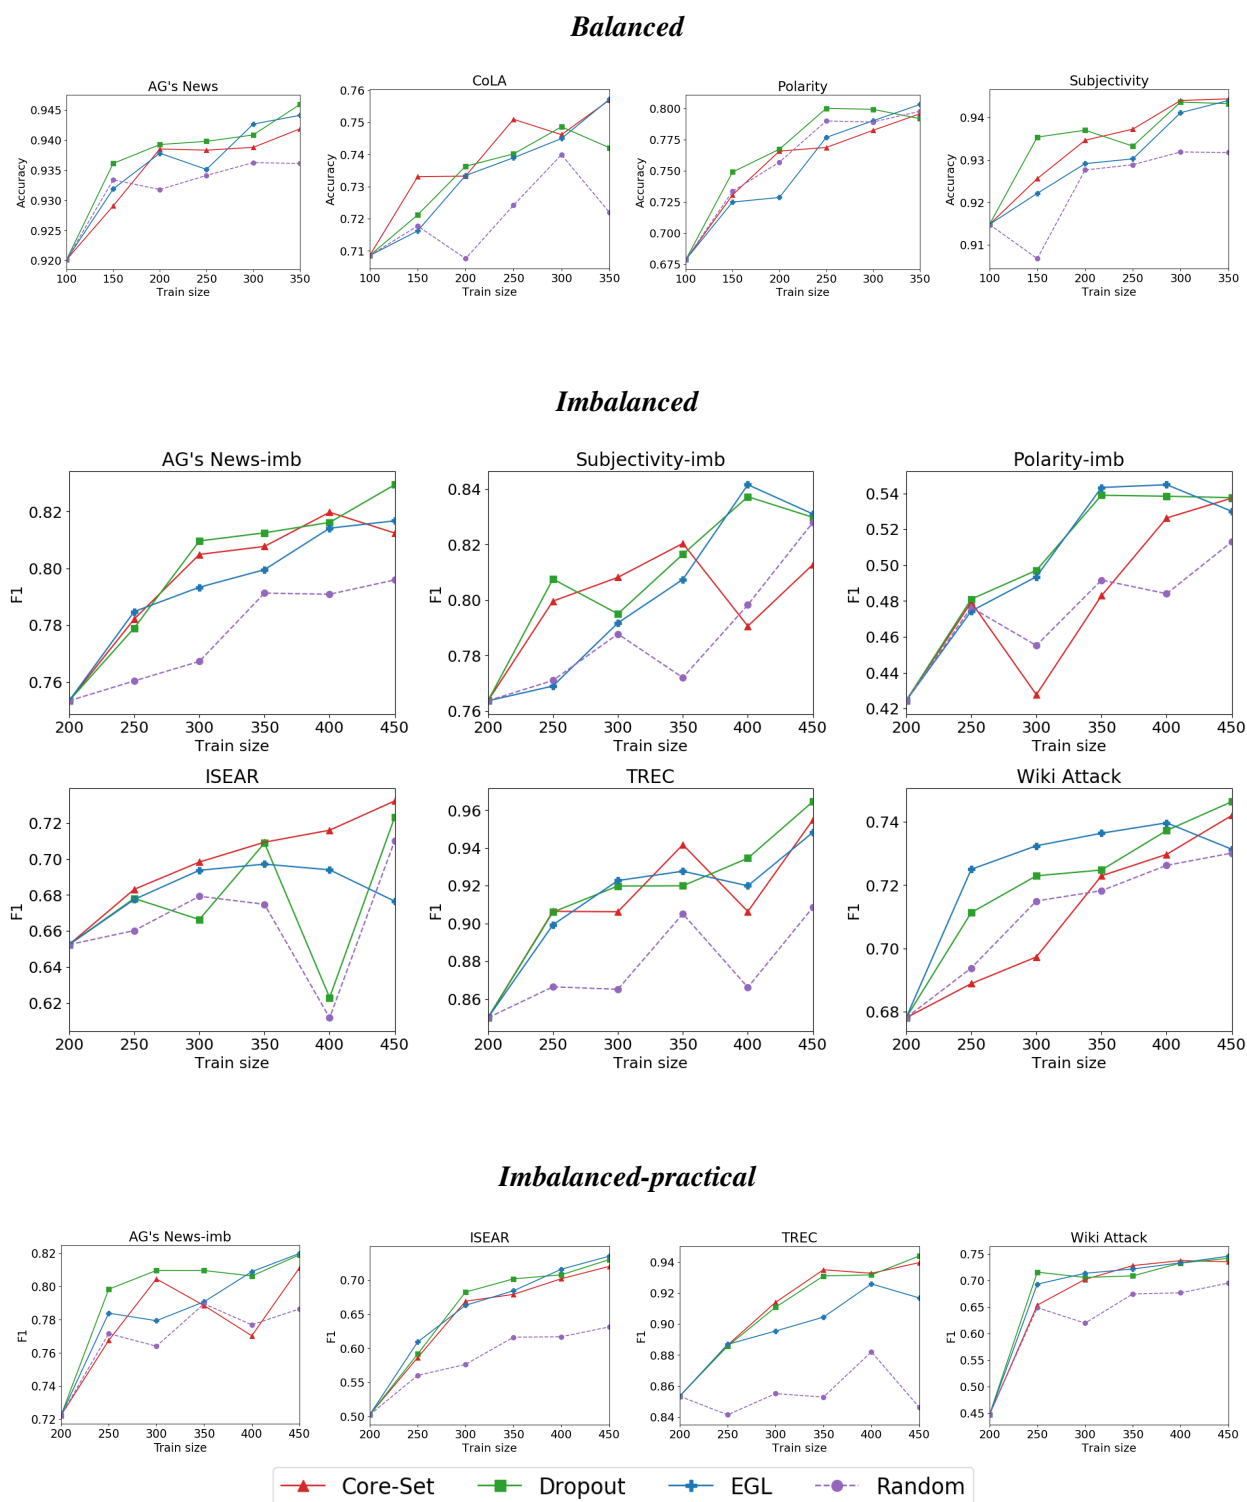 Balanced
AG's News
Accuracy
0.945
0.940
0.935
0.930
0.925
0.920
100 150 200 250 300 350
Train size
CoLA
Accuracy
0.76
0.75
0.74
0.73
0.72
0.71
100 150 200 250 300 350
Train size
Polarity
Accuracy
0.800
0.775
0.750
0.725
0.700
0.675
100 150 200 250 300 350
Train size
Subjectivity
Accuracy
0.94
0.93
0.92
0.91
100 150 200 250 300 350
Train size
Imbalanced
AG's News-imb
F1
0.82
0.80
0.78
0.76
200 250 300 350 400 450
Train size
Subjectivity-imb
F1
0.84
0.82
0.80
0.78
0.76
200 250 300 350 400 450
Train size
Polarity-imb
F1
0.54
0.52
0.50
0.48
0.46
0.44
0.42
200 250 300 350 400 450
Train size
ISEAR
F1
0.72
0.70
0.68
0.66
0.64
0.62
200 250 300 350 400 450
Train size
TREC
F1
0.96
0.94
0.92
0.90
0.88
0.86
200 250 300 350 400 450
Train size
Wiki Attack
F1
0.74
0.72
0.70
0.68
200 250 300 350 400 450
Train size
Imbalanced-practical
AG's News-imb
F1
0.82
0.80
0.78
0.76
0.74
0.72
200 250 300 350 400 450
Train size
ISEAR
F1
0.70
0.65
0.60
0.55
0.50
200 250 300 350 400 450
Train size
TREC
F1
0.94
0.92
0.90
0.88
0.86
0.84
200 250 300 350 400 450
Train size
Wiki Attack
F1
0.75
0.70
0.65
0.60
0.55
0.50
0.45
200 250 300 350 400 450
Train size
Core-Set Dropout EGL Random